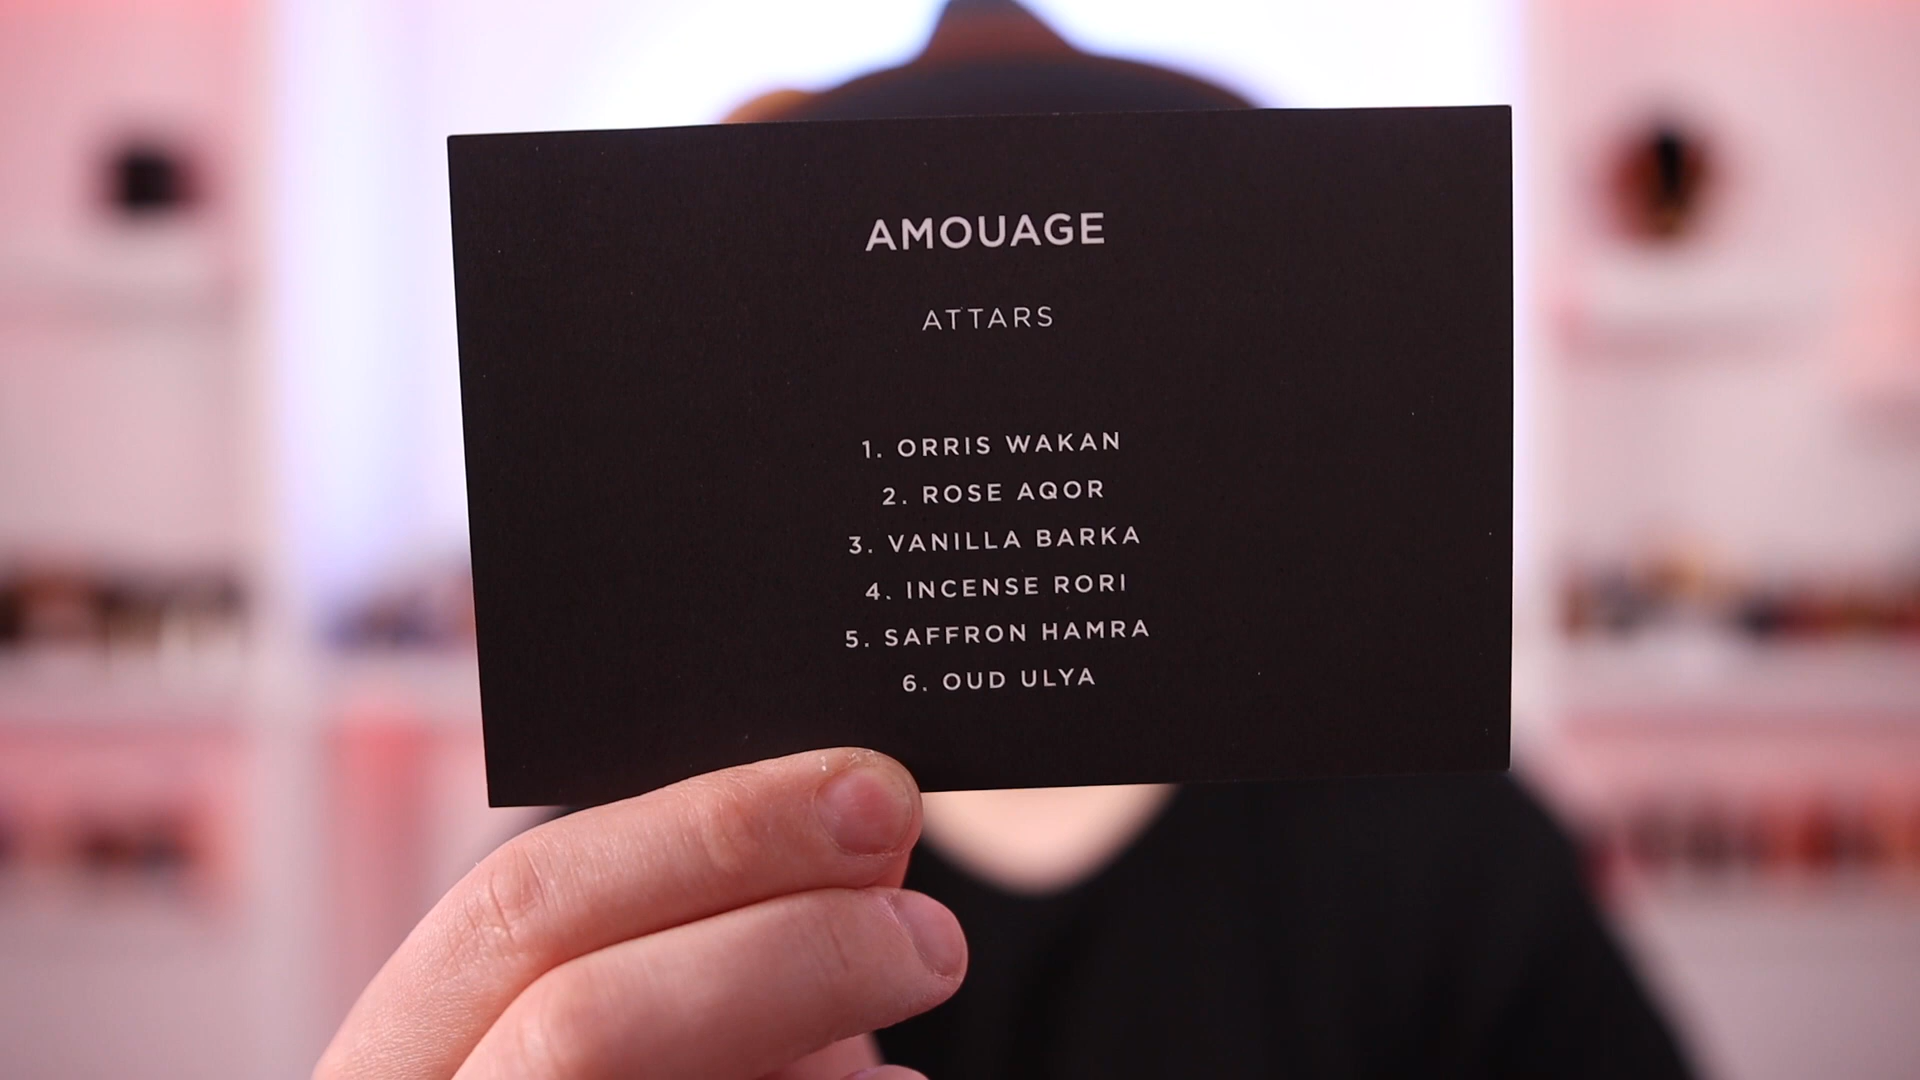 AMOUAGE
ATTARS
1. ORRIS WAKAN
2. ROSE AQOR
3. VANILLA BARKA
4. INCENSE RORI
5. SAFFRON HAMRA
6. OUD ULYA